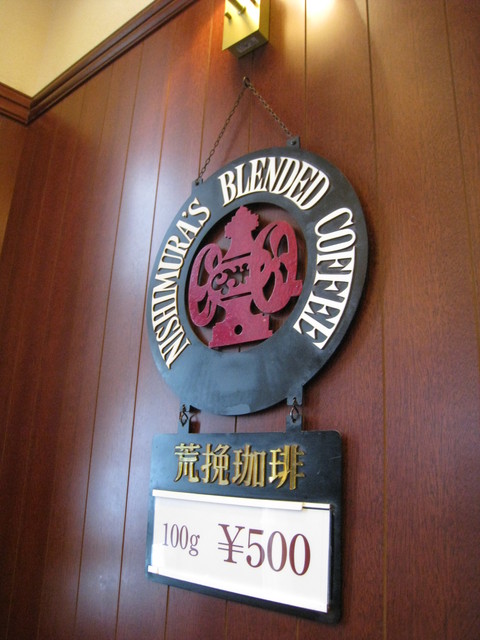 NISHIMURA'S BLENDED COFFEE
荒挽珈琲
100g ¥500